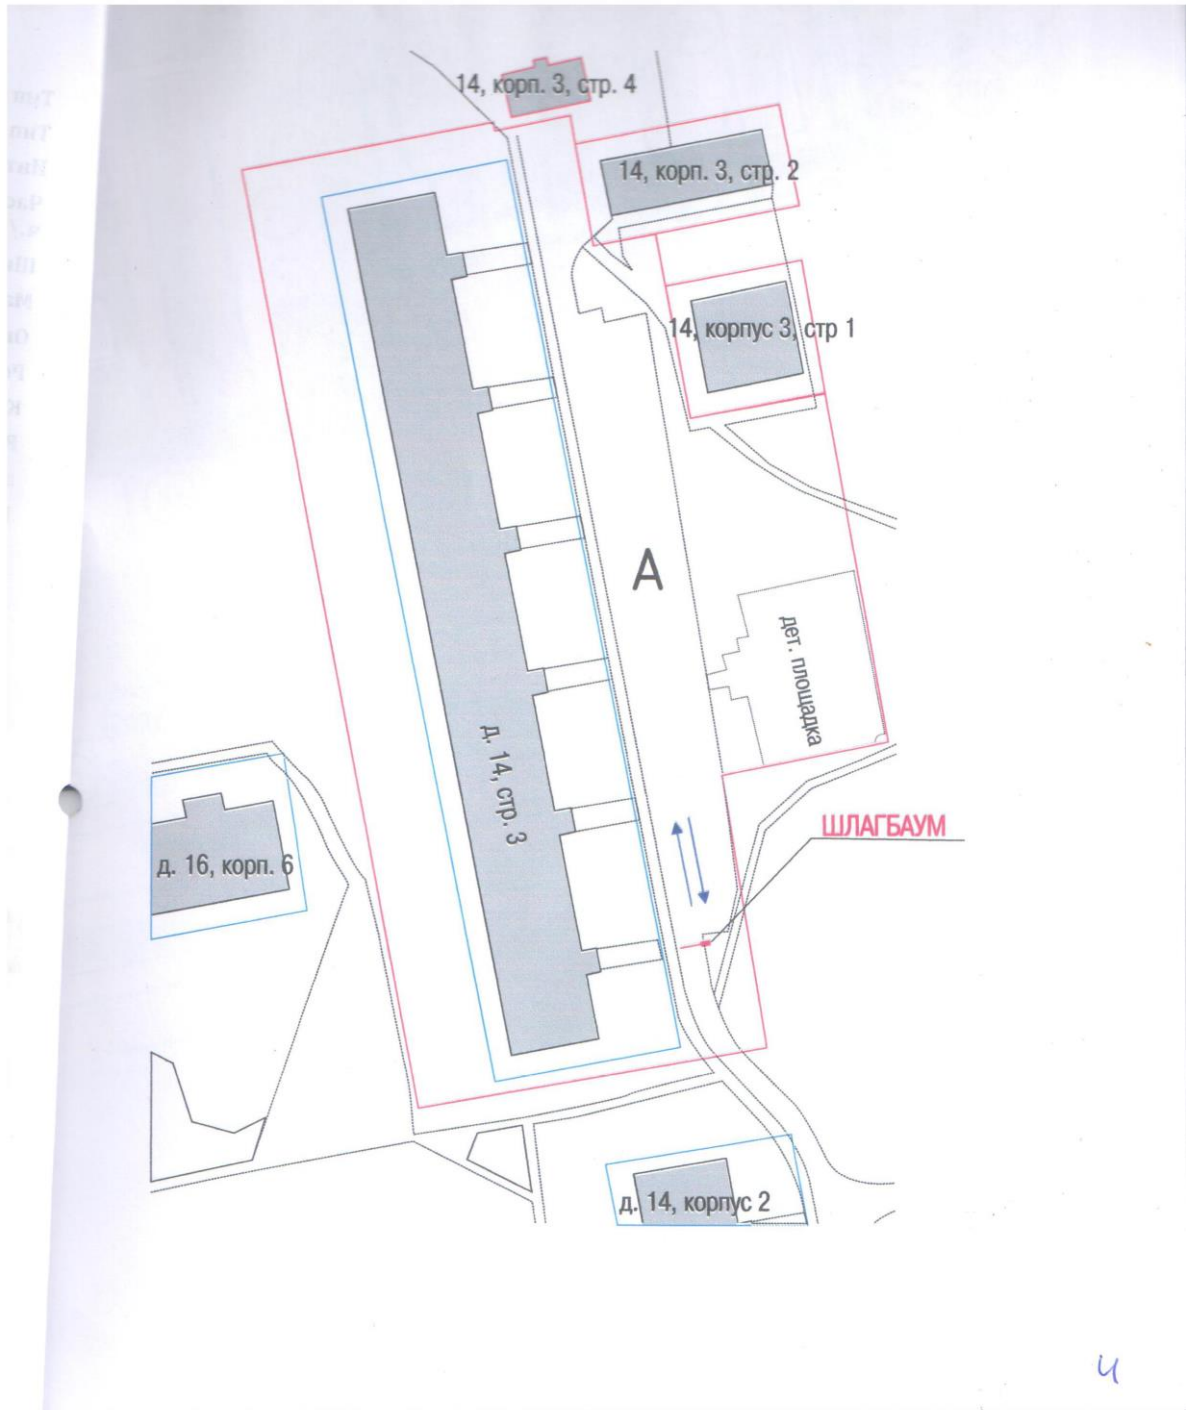 14, корп. 3, стр. 4
14, корп. 3, стр. 2
14, корпус 3, стр 1
А
дет. площадка
д. 14, стр. 3
ШЛАГБАУМ
д. 16, корп. 6
д. 14, корпус 2
4